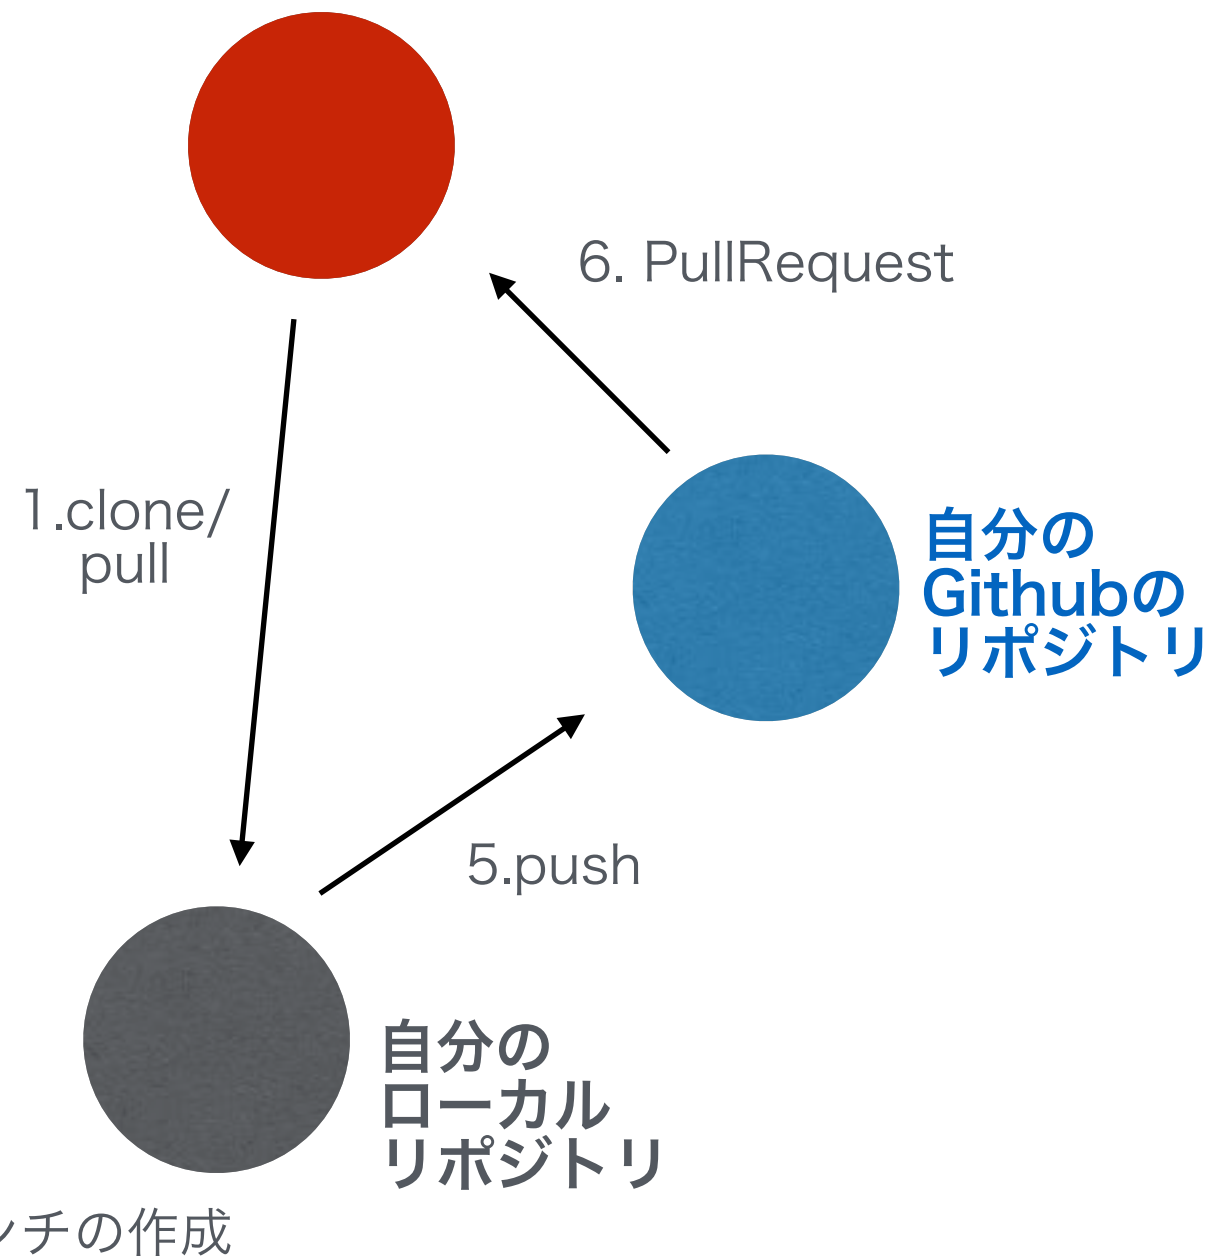 6. PullRequest
1.clone/
pull
自分の
Githubの
リポジトリ
5.push
自分の
ローカル
リポジトリ
ンチの作成